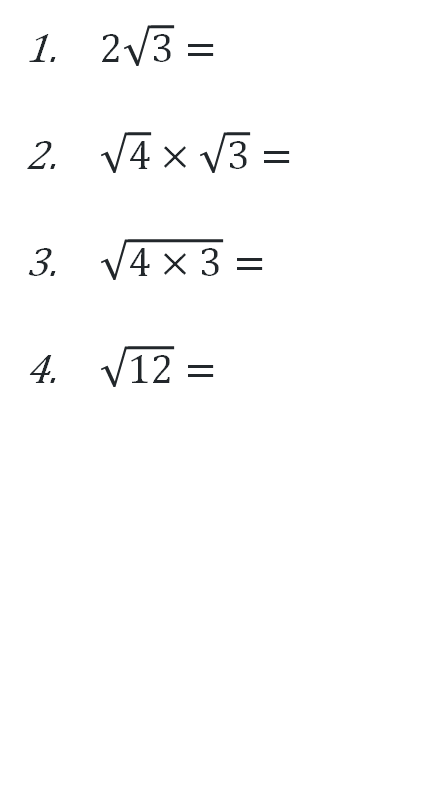 1. 2√3 =
2. √4 × √3 =
3. √4 × 3 =
4. √12 =